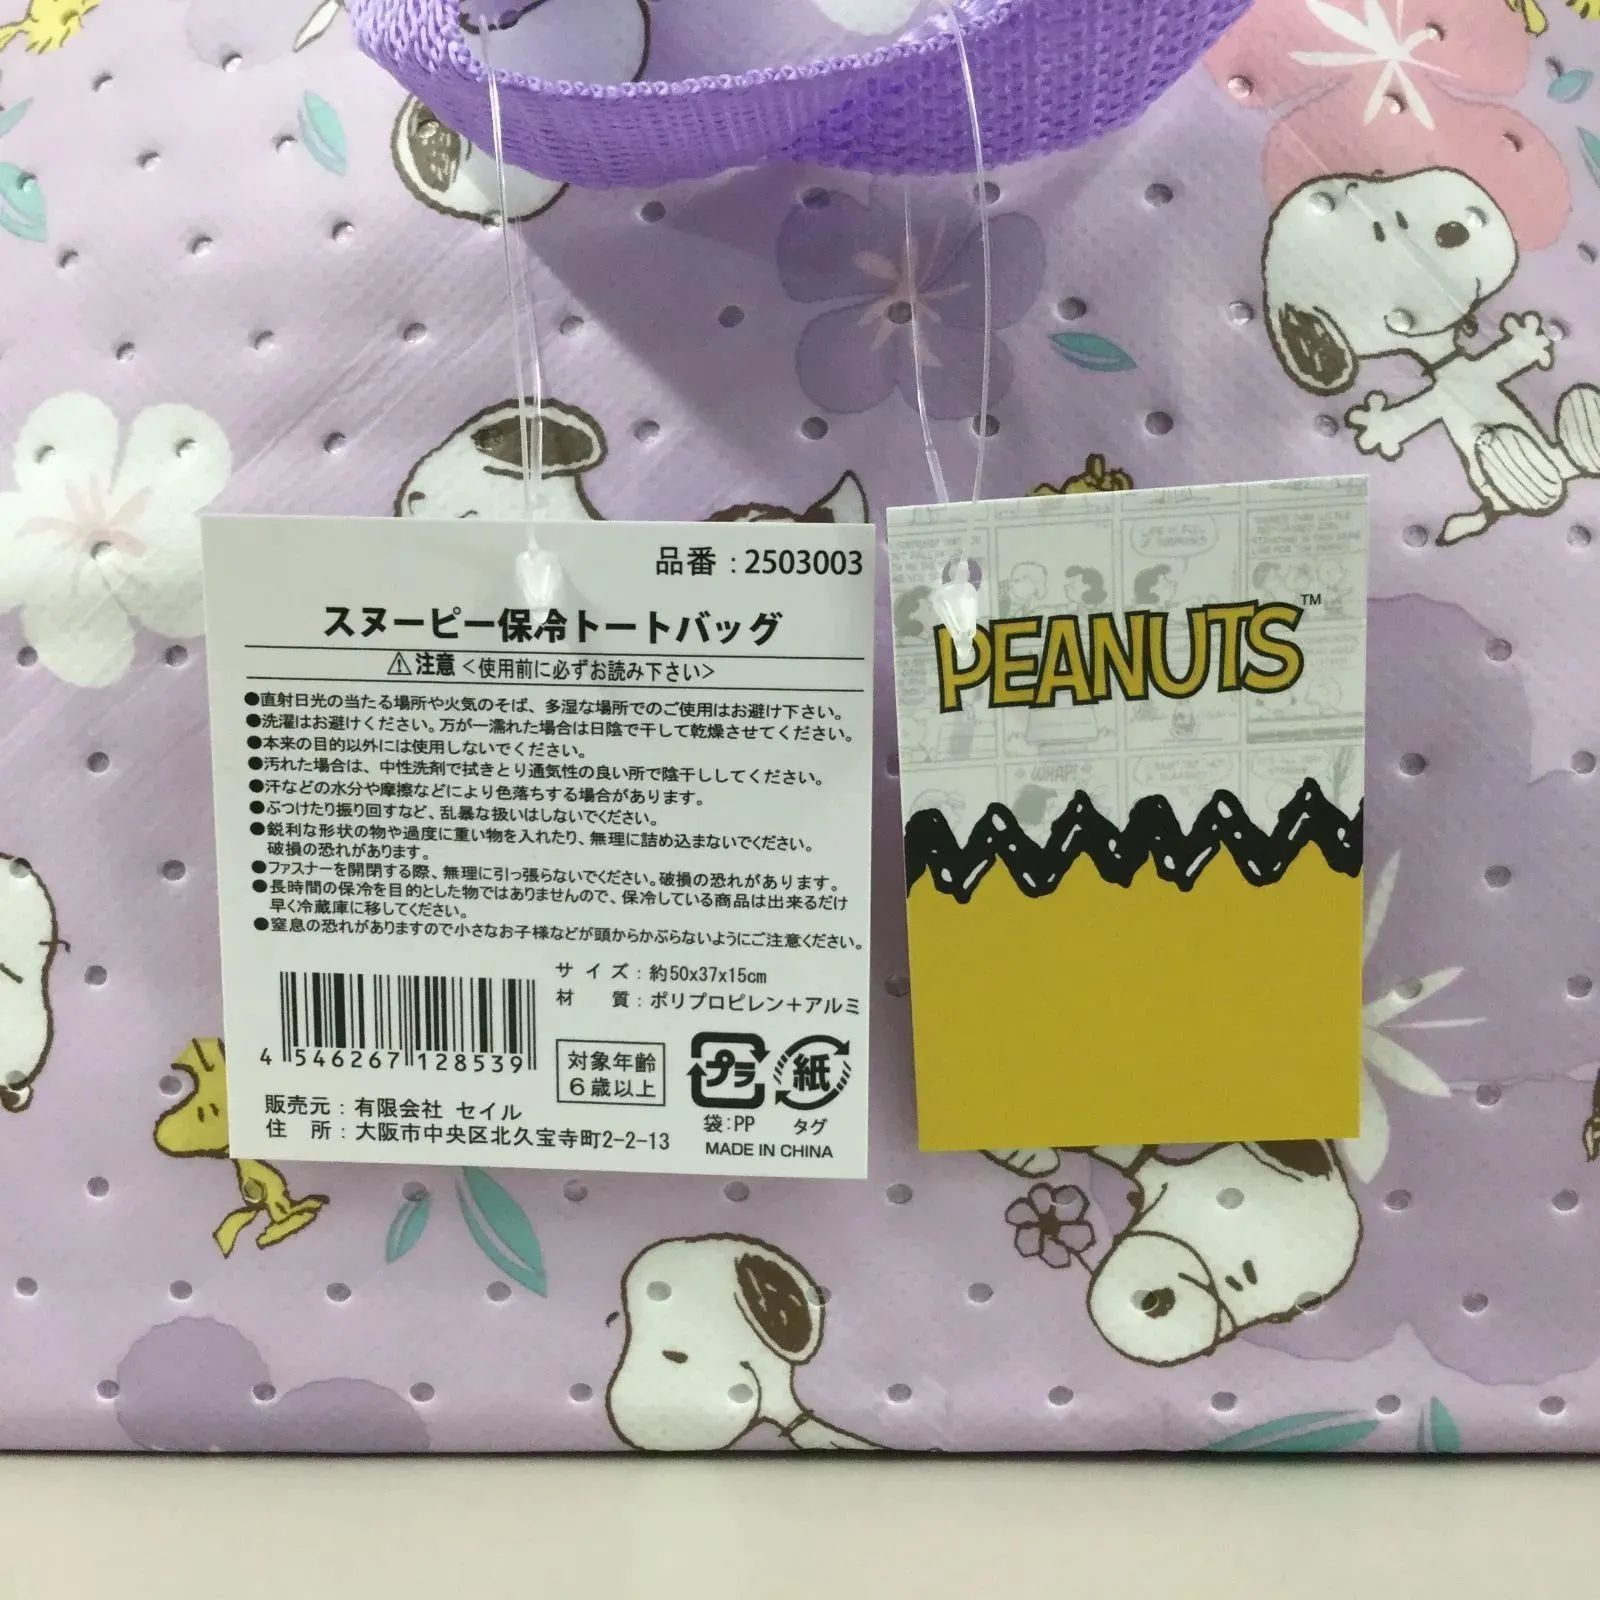 品番：2503003
スヌーピー保冷トートバッグ
⚠注意＜使用前に必ずお読み下さい＞
●直射日光の当たる場所や火気のそば、多湿な場所でのご使用はお避け下さい。
●洗濯はお避けください。万が一濡れた場合は日陰で干して乾燥させてください。
●本来の目的以外には使用しないでください。
●汚れた場合は、中性洗剤で拭きとり通気性の良い所で陰干ししてください。
●汗などの水分や摩擦などにより色落ちする場合があります。
●ぶつけたり振り回すなど、乱暴な扱いはしないでください。
●鋭利な形状の物や過度に重い物を入れたり、無理に詰め込まないでください。
破損の恐れがあります。
●ファスナーを開閉する際、無理に引っ張らないでください。破損の恐れがあります。
●長時間の保冷を目的とした物ではありませんので、保冷している商品は出来るだけ
早く冷蔵庫に移してください。
●窒息の恐れがありますので小さなお子様などが頭からかぶらないようにご注意ください。
サイズ：約50x37x15cm
材質：ポリプロピレン＋アルミ
4 546267 128539
対象年齢
6歳以上
プラ
紙
袋:PP
タグ
販売元：有限会社 セイル
住所：大阪市中央区北久宝寺町2-2-13
MADE IN CHINA
PEANUTS™
LIFE IS FULL
WHAP!